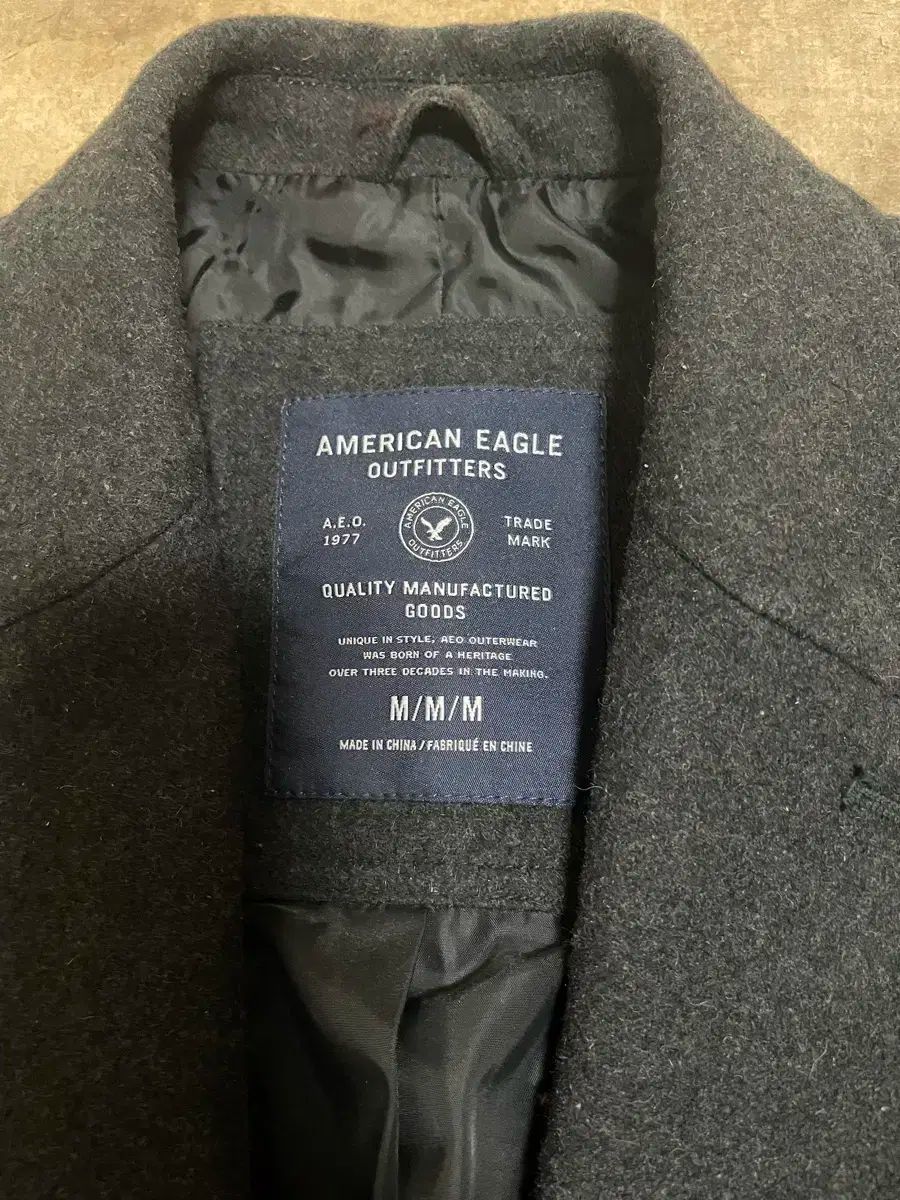 AMERICAN EAGLE
OUTFITTERS
A.E.O.
1977
AMERICAN EAGLE
OUTFITTERS
TRADE
MARK
QUALITY MANUFACTURED
GOODS
UNIQUE IN STYLE, AEO OUTERWEAR
WAS BORN OF A HERITAGE
OVER THREE DECADES IN THE MAKING.
M/M/M
MADE IN CHINA / FABRIQUÉ EN CHINE